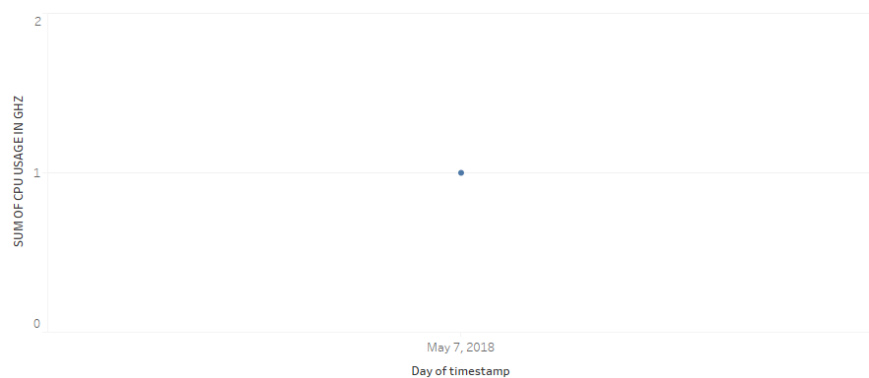 2
SUM OF CPU USAGE IN GHZ
1
0
May 7, 2018
Day of timestamp